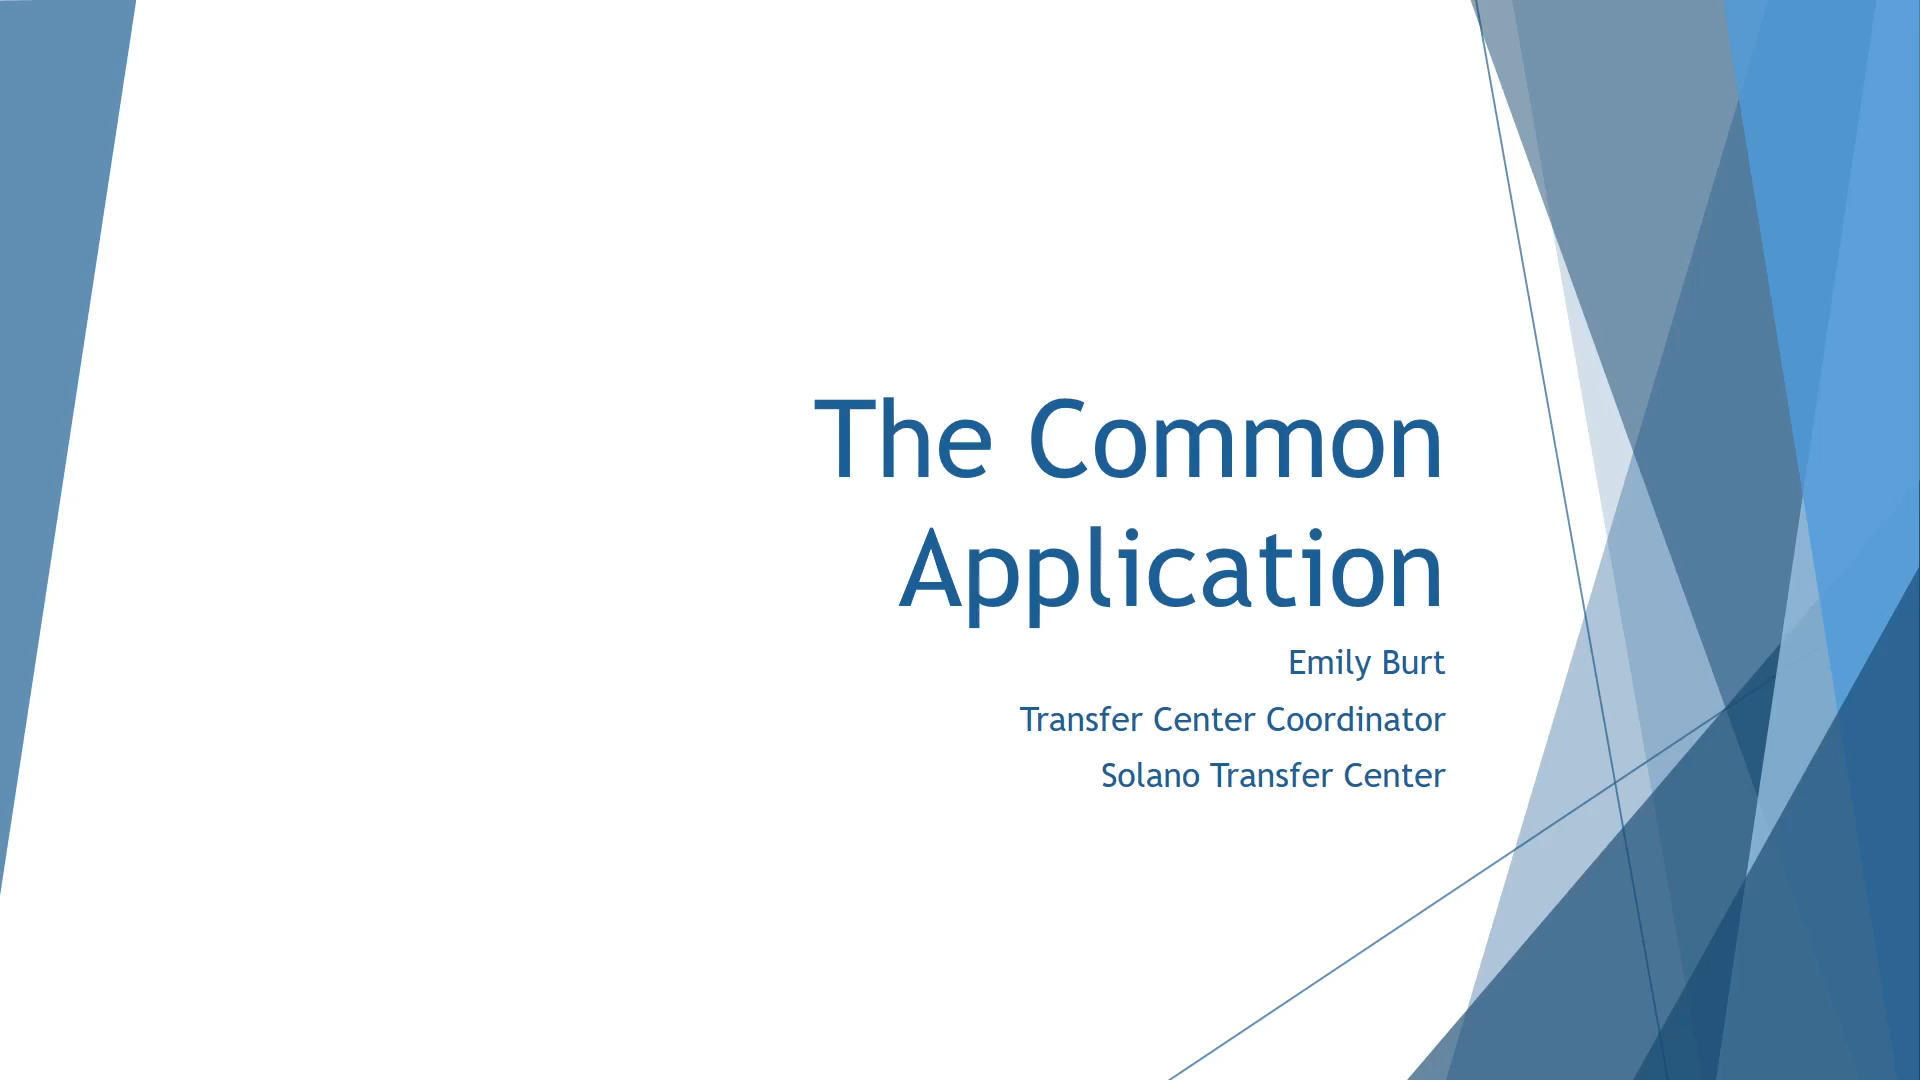 The Common
Application
Emily Burt
Transfer Center Coordinator
Solano Transfer Center